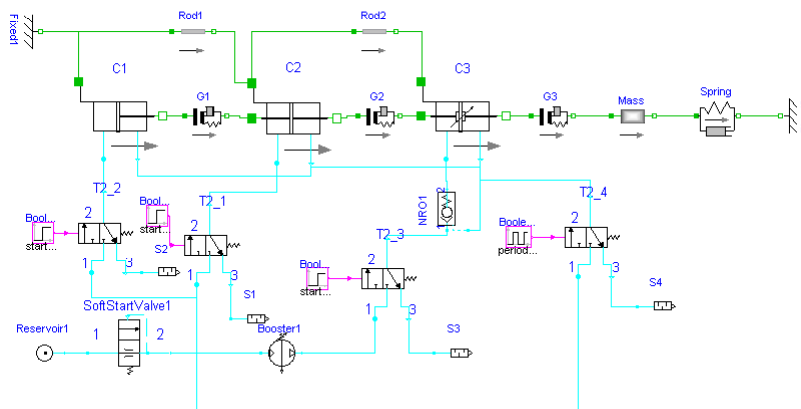 Fixed1
Rod1
Rod2
C1
C2
C3
G1
G2
G3
Mass
Spring
T2_2
T2_1
NRO1
2
1
T2_4
Bool...
2
start...
1
3
Bool...
2
start...
1
3
S2
T2_3
Boole...
2
period...
1
3
Bool...
2
start...
1
3
S1
S4
SoftStartValve1
Reservoir1
1
2
Booster1
S3